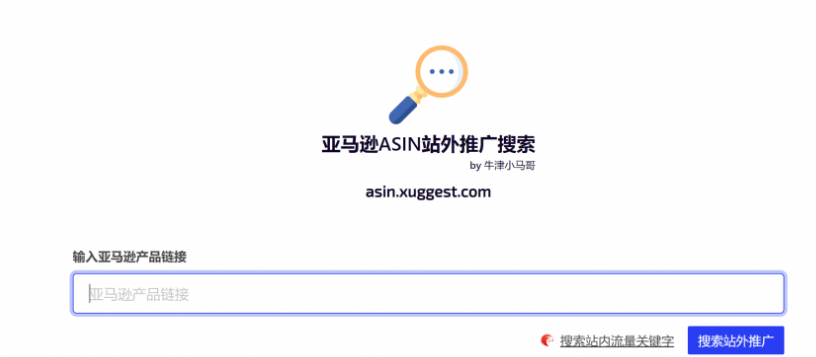 亚马逊ASIN站外推广搜索
by 牛津小马哥
asin.xuggest.com
输入亚马逊产品链接
亚马逊产品链接
搜索站内流量关键字 搜索站外推广